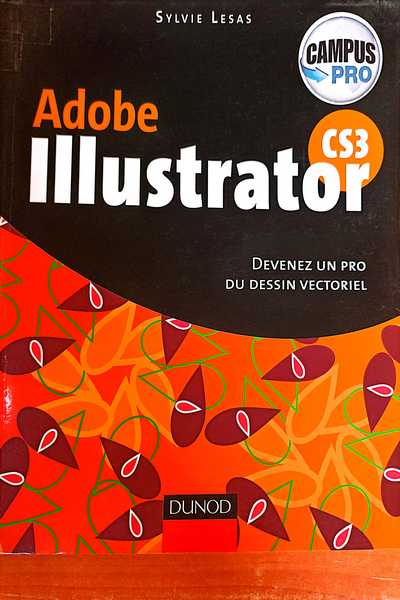 Sylvie Lesas
CAMPUS
PRO
Adobe
CS3
Illustrator
Devenez un pro
du dessin vectoriel
DUNOD